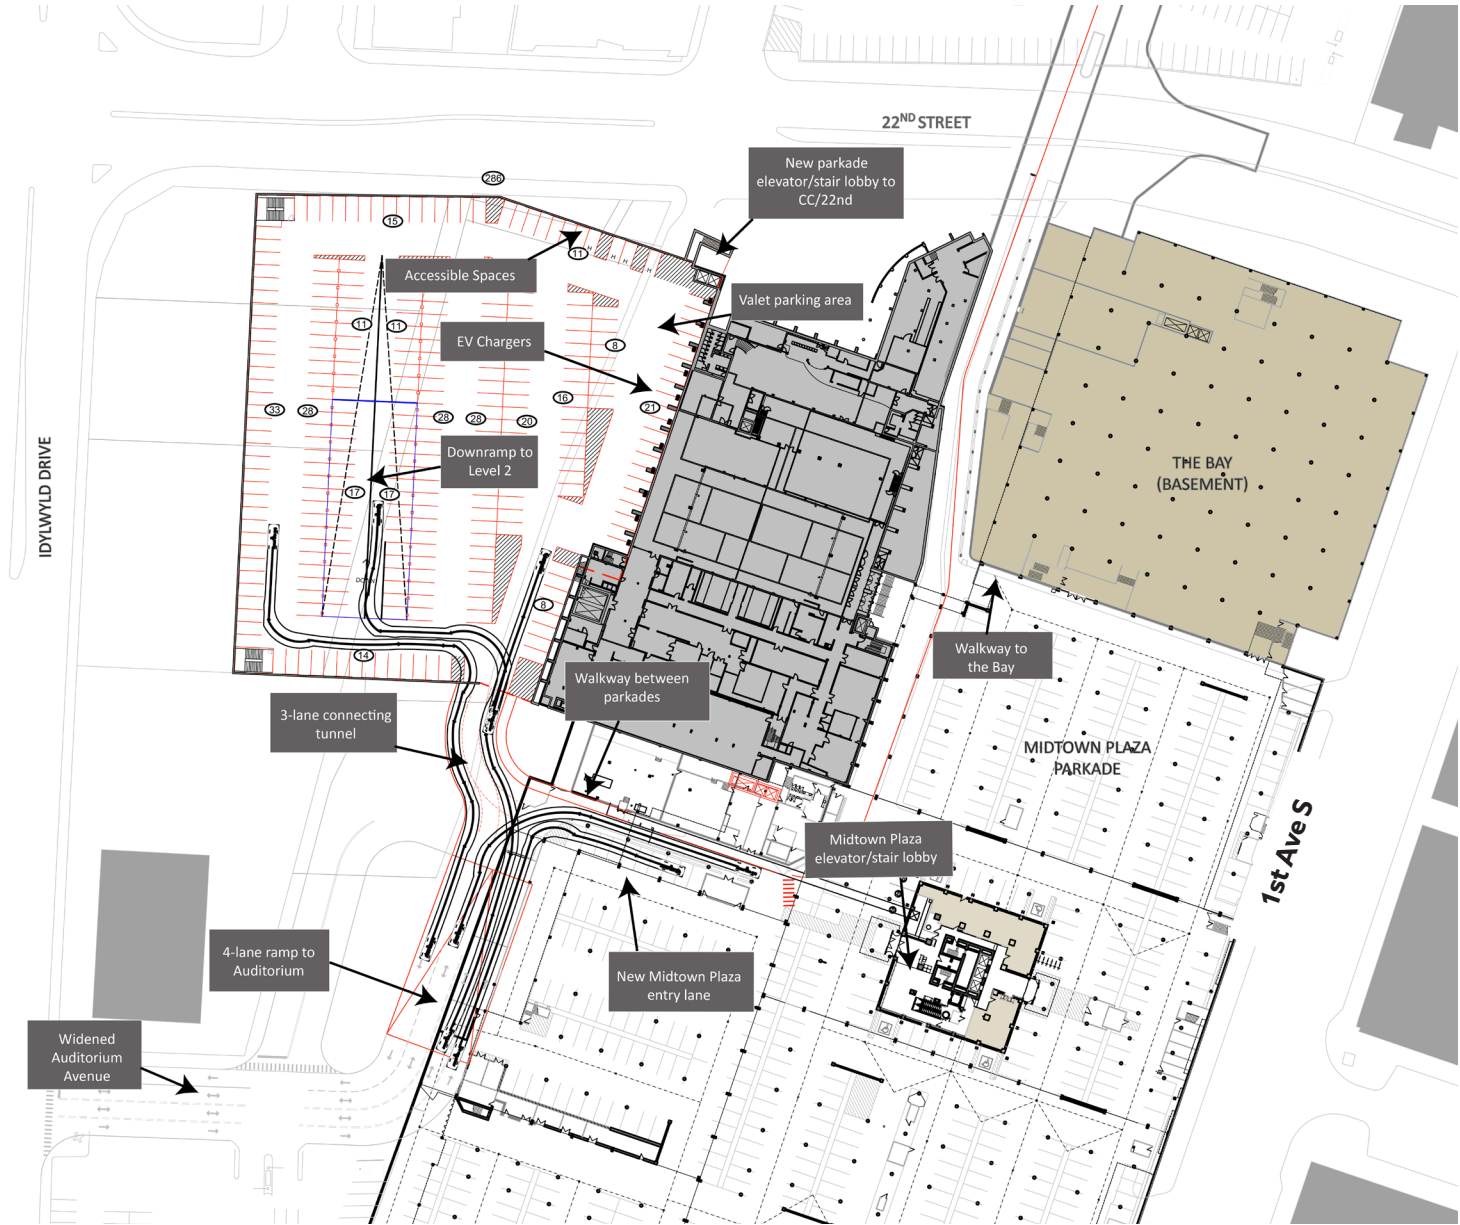 22ND STREET
New parkade
elevator/stair lobby to
CC/22nd
286
15
11
Accessible Spaces
Valet parking area
11
11
EV Chargers
8
33
28
28
28
20
16
21
Downramp to
Level 2
17
17
IDYLWYLD DRIVE
THE BAY
(BASEMENT)
8
14
Walkway to
the Bay
Walkway between
parkades
3-lane connecting
tunnel
MIDTOWN PLAZA
PARKADE
1st Ave S
Midtown Plaza
elevator/stair lobby
4-lane ramp to
Auditorium
New Midtown Plaza
entry lane
Widened
Auditorium
Avenue